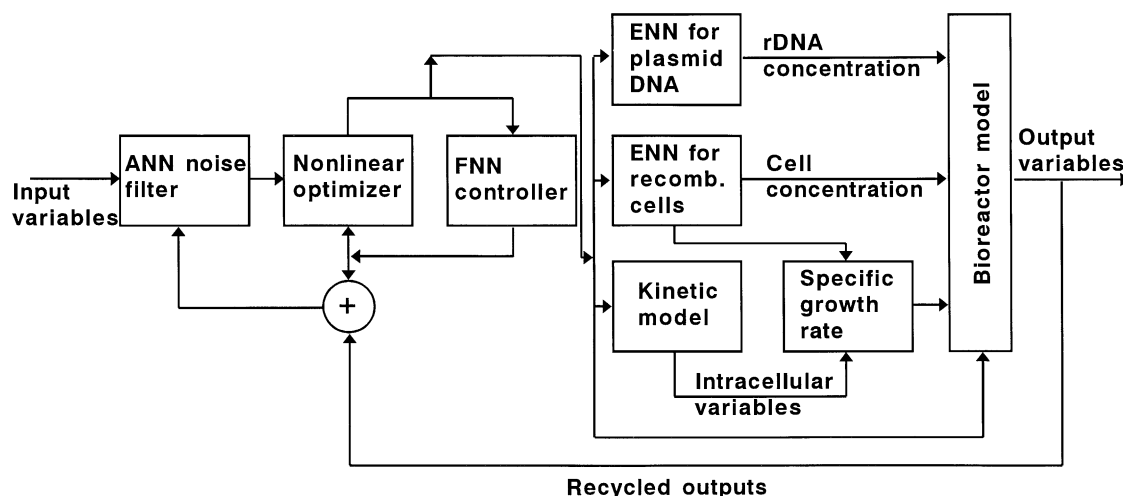 ENN for
plasmid
DNA
rDNA
concentration
Bioreactor model
Output
variables
Input
variables
ANN noise
filter
Nonlinear
optimizer
FNN
controller
ENN for
recomb.
cells
Cell
concentration
+
Kinetic
model
Specific
growth
rate
Intracellular
variables
Recycled outputs